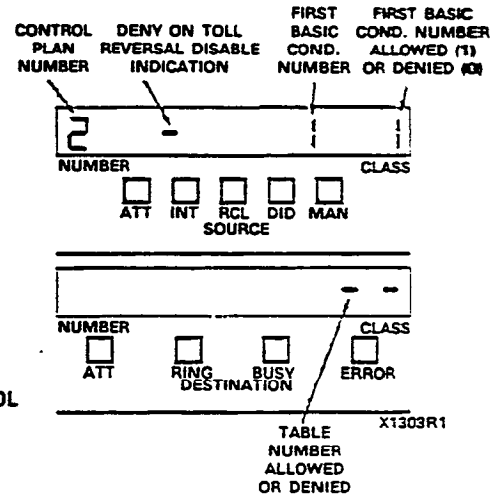 CONTROL PLAN NUMBER
DENY ON TOLL REVERSAL DISABLE INDICATION
FIRST BASIC COND. NUMBER
FIRST BASIC COND. NUMBER ALLOWED (1) OR DENIED (0)
2 - 1 1
NUMBER CLASS
ATT INT RCL DID MAN
SOURCE
- -
NUMBER CLASS
ATT RING BUSY ERROR
DESTINATION
OL
X1303R1
TABLE NUMBER ALLOWED OR DENIED